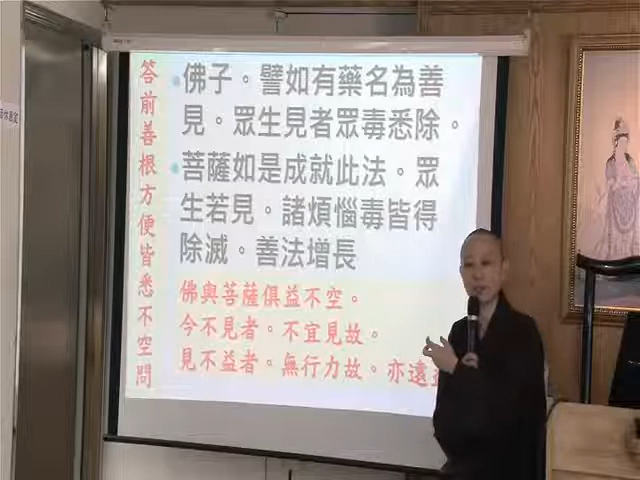 答前善根方便皆悉不空問
佛子。譬如有藥名為善
見。眾生見者眾毒悉除。
菩薩如是成就此法。眾
生若見。諸煩惱毒皆得
除滅。善法增長
佛與菩薩俱益不空。
今不見者。不宜見故。
見不益者。無行力故。亦遠